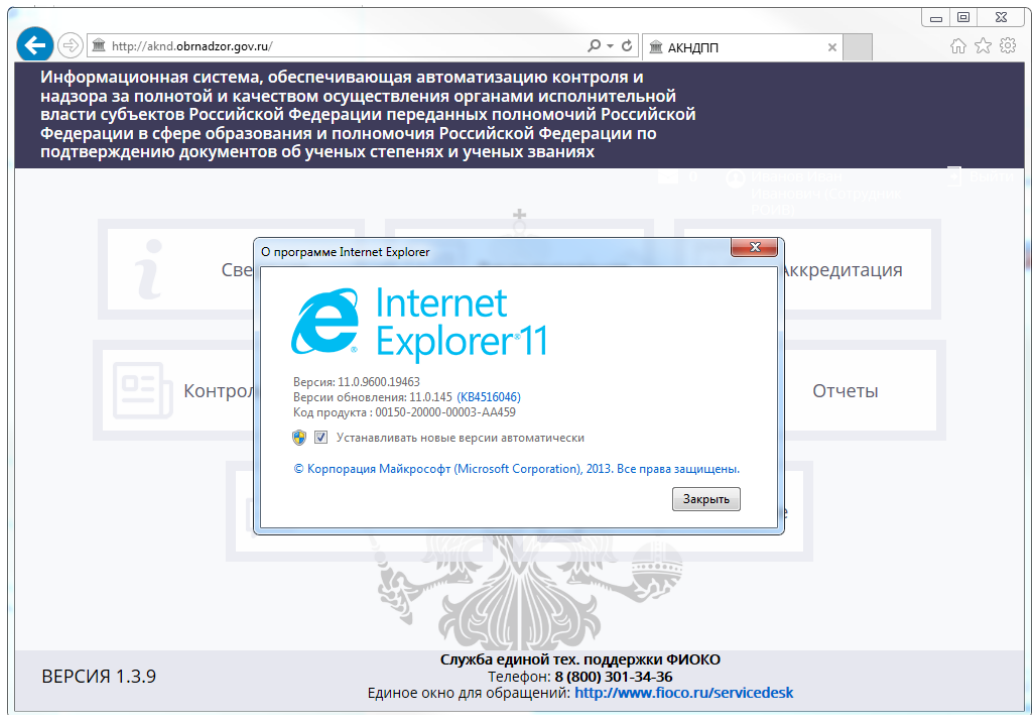 http://aknd.obrnadzor.gov.ru/
АКНДПП
Информационная система, обеспечивающая автоматизацию контроля и
надзора за полнотой и качеством осуществления органами исполнительной
власти субъектов Российской Федерации переданных полномочий Российской
Федерации в сфере образования и полномочия Российской Федерации по
подтверждению документов об ученых степенях и ученых званиях
Све
Аккредитация
Контрол
Отчеты
О программе Internet Explorer
Internet
Explorer®11
Версия: 11.0.9600.19463
Версии обновления: 11.0.145 (KB4516046)
Код продукта : 00150-20000-00003-AA459
Устанавливать новые версии автоматически
© Корпорация Майкрософт (Microsoft Corporation), 2013. Все права защищены.
Закрыть
ВЕРСИЯ 1.3.9
Служба единой тех. поддержки ФИОКО
Телефон: 8 (800) 301-34-36
Единое окно для обращений: http://www.fioco.ru/servicedesk